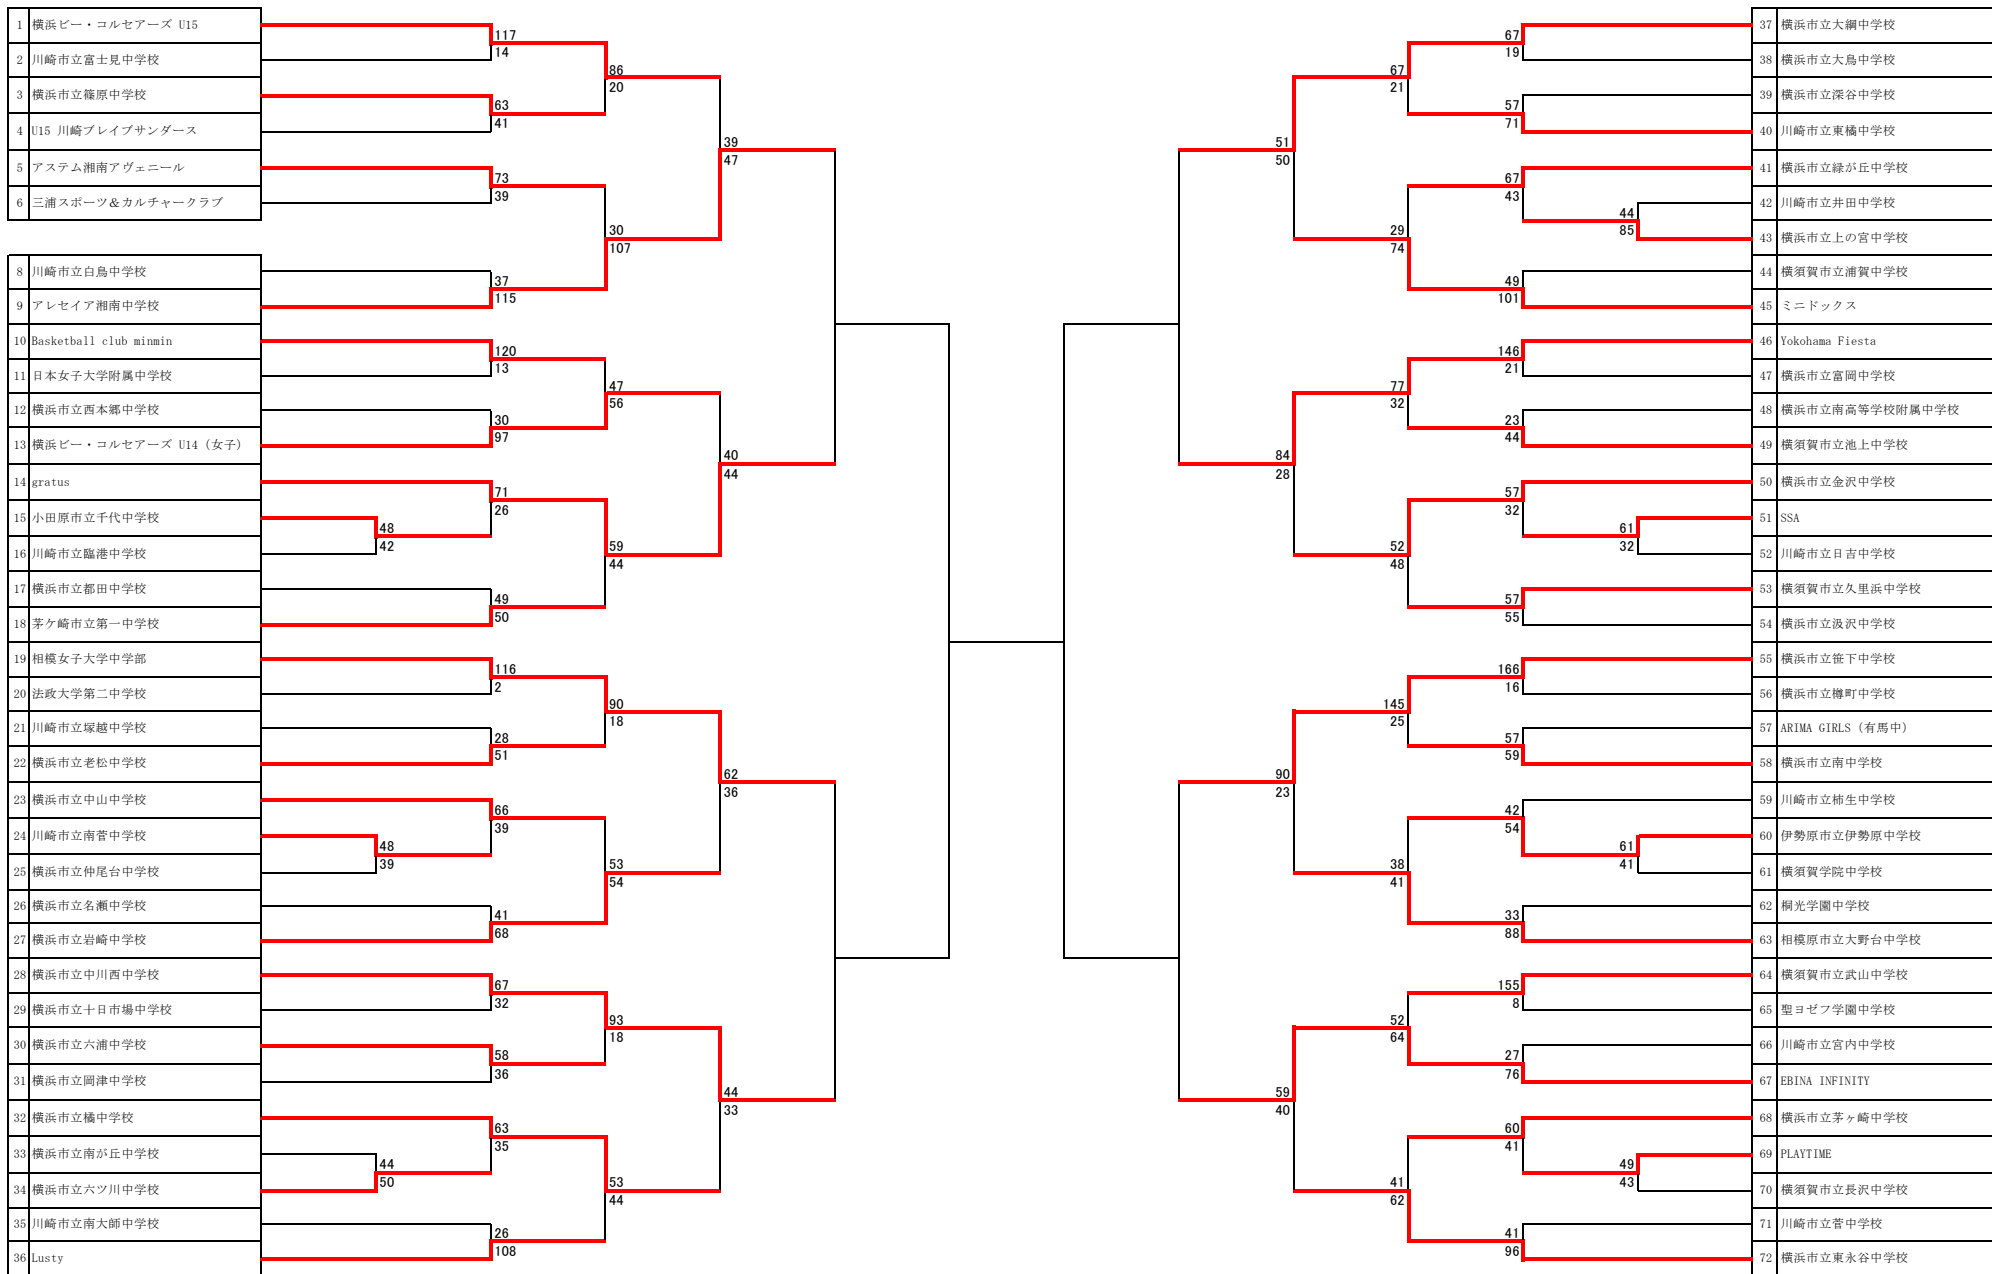 1 横浜ビー・コルセアーズ U15
2 川崎市立富士見中学校
3 横浜市立篠原中学校
4 U15 川崎ブレイブサンダース
5 アステム湘南アヴェニール
6 三浦スポーツ＆カルチャークラブ
8 川崎市立白鳥中学校
9 アレセイア湘南中学校
10 Basketball club minmin
11 日本女子大学附属中学校
12 横浜市立西本郷中学校
13 横浜ビー・コルセアーズ U14（女子）
14 gratus
15 小田原市立千代中学校
16 川崎市立臨港中学校
17 横浜市立都田中学校
18 茅ケ崎市立第一中学校
19 相模女子大学中学部
20 法政大学第二中学校
21 川崎市立塚越中学校
22 横浜市立老松中学校
23 横浜市立中山中学校
24 川崎市立南菅中学校
25 横浜市立仲尾台中学校
26 横浜市立名瀬中学校
27 横浜市立岩崎中学校
28 横浜市立中川西中学校
29 横浜市立十日市場中学校
30 横浜市立六浦中学校
31 横浜市立岡津中学校
32 横浜市立橘中学校
33 横浜市立南が丘中学校
34 横浜市立六ツ川中学校
35 川崎市立南大師中学校
36 Lusty
48
42
48
39
44
50
117
14
63
41
73
39
37
115
120
13
30
97
71
26
49
50
116
2
28
51
66
39
41
68
67
32
58
36
63
35
26
108
86
20
30
107
47
56
59
44
90
18
53
54
93
18
53
44
39
47
40
44
62
36
44
33
51
50
84
28
90
23
59
40
67
21
29
74
77
32
52
48
145
25
38
41
52
64
41
62
67
19
57
71
67
43
49
101
146
21
23
44
57
32
57
55
166
16
57
59
42
54
33
88
155
8
27
76
60
41
41
96
44
85
61
32
61
41
49
43
37 横浜市立大綱中学校
38 横浜市立大鳥中学校
39 横浜市立深谷中学校
40 川崎市立東橘中学校
41 横浜市立緑が丘中学校
42 川崎市立井田中学校
43 横浜市立上の宮中学校
44 横須賀市立浦賀中学校
45 ミニドックス
46 Yokohama Fiesta
47 横浜市立富岡中学校
48 横浜市立南高等学校附属中学校
49 横須賀市立池上中学校
50 横浜市立金沢中学校
51 SSA
52 川崎市立日吉中学校
53 横須賀市立久里浜中学校
54 横浜市立汲沢中学校
55 横浜市立笹下中学校
56 横浜市立樽町中学校
57 ARIMA GIRLS（有馬中）
58 横浜市立南中学校
59 川崎市立柿生中学校
60 伊勢原市立伊勢原中学校
61 横須賀学院中学校
62 桐光学園中学校
63 相模原市立大野台中学校
64 横須賀市立武山中学校
65 聖ヨゼフ学園中学校
66 川崎市立宮内中学校
67 EBINA INFINITY
68 横浜市立茅ヶ崎中学校
69 PLAYTIME
70 横須賀市立長沢中学校
71 川崎市立菅中学校
72 横浜市立東永谷中学校